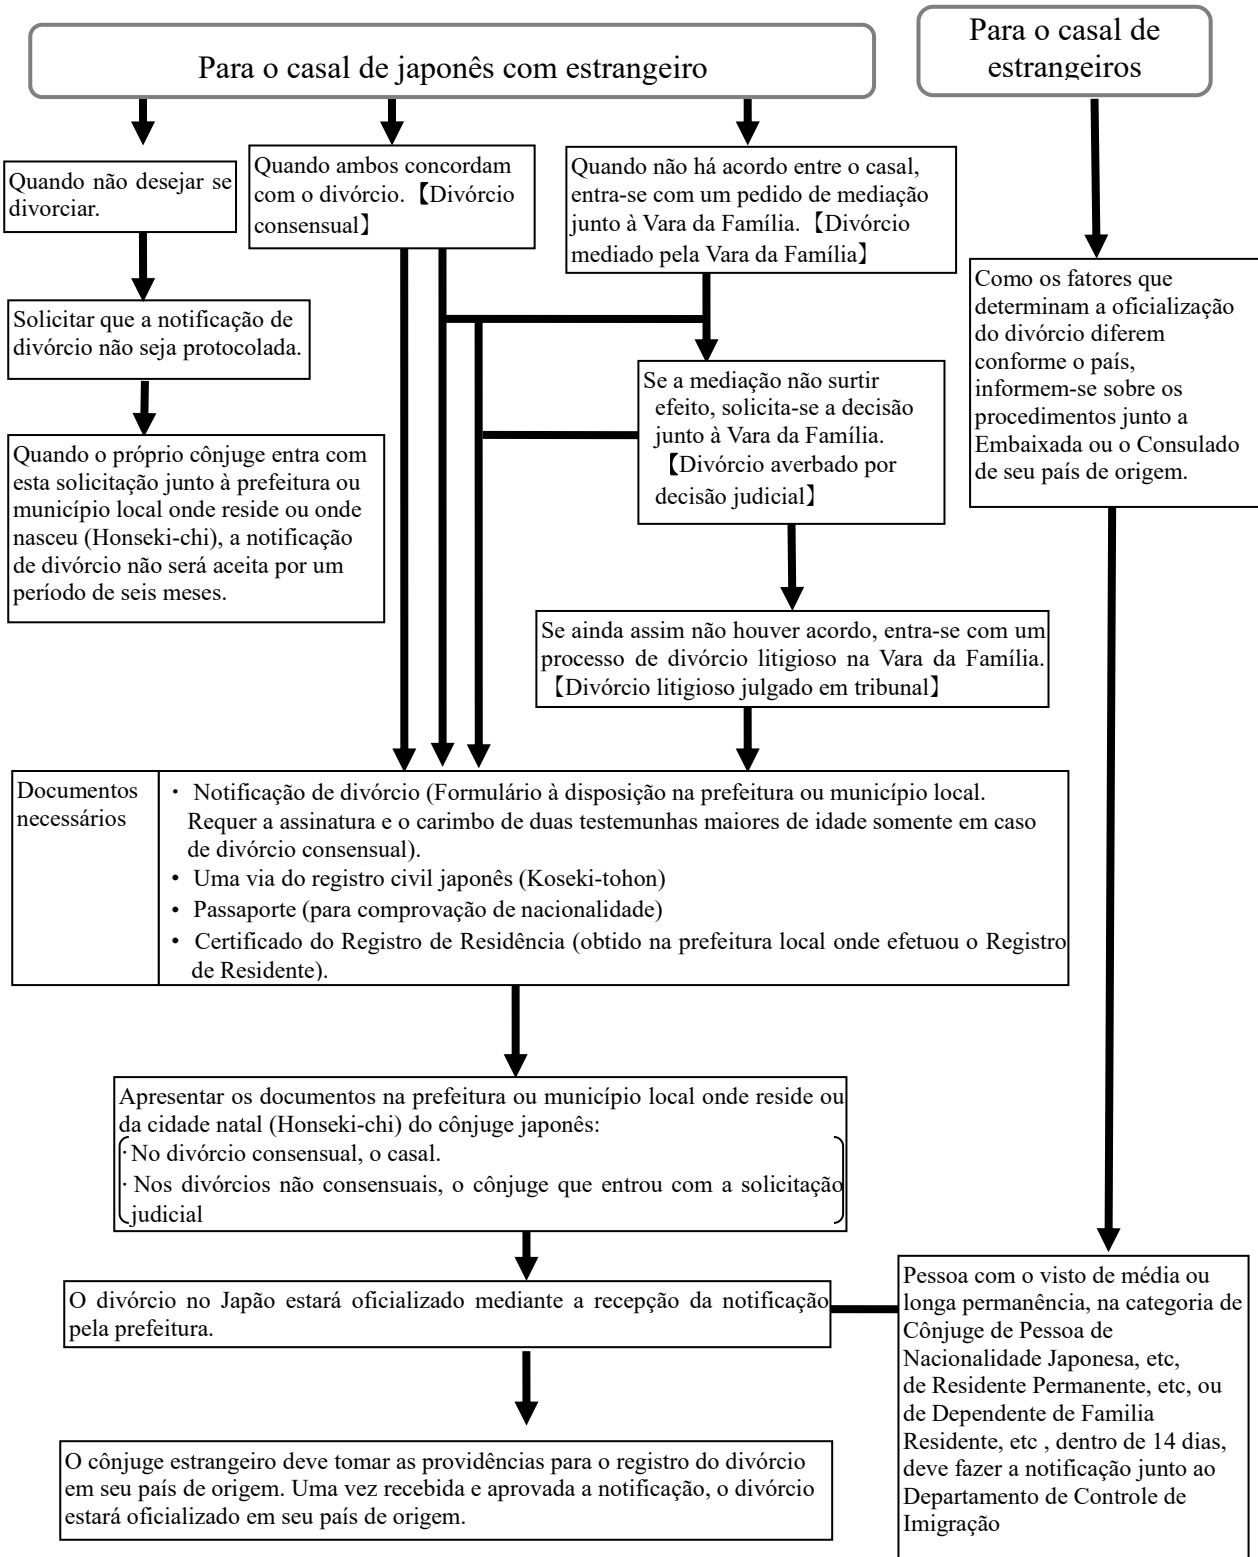 Para o casal de japonês com estrangeiro
Para o casal de
estrangeiros
Quando não desejar se
divorciar.
Quando ambos concordam
com o divórcio.【Divórcio
consensual】
Quando não há acordo entre o casal,
entra-se com um pedido de mediação
junto à Vara da Família.【Divórcio
mediado pela Vara da Família】
Como os fatores que
determinam a oficialização
do divórcio diferem
conforme o país,
informem-se sobre os
procedimentos junto a
Embaixada ou o Consulado
de seu país de origem.
Solicitar que a notificação de
divórcio não seja protocolada.
Se a mediação não surtir
efeito, solicita-se a decisão
junto à Vara da Família.
【Divórcio averbado por
decisão judicial】
Quando o próprio cônjuge entra com
esta solicitação junto à prefeitura ou
município local onde reside ou onde
nasceu (Honseki-chi), a notificação
de divórcio não será aceita por um
período de seis meses.
Se ainda assim não houver acordo, entra-se com um
processo de divórcio litigioso na Vara da Família.
【Divórcio litigioso julgado em tribunal】
Documentos
necessários
・ Notificação de divórcio (Formulário à disposição na prefeitura ou município local.
Requer a assinatura e o carimbo de duas testemunhas maiores de idade somente em caso
de divórcio consensual).
・ Uma via do registro civil japonês (Koseki-tohon)
・ Passaporte (para comprovação de nacionalidade)
・ Certificado do Registro de Residência (obtido na prefeitura local onde efetuou o Registro
de Residente).
Apresentar os documentos na prefeitura ou município local onde reside ou
da cidade natal (Honseki-chi) do cônjuge japonês:
・No divórcio consensual, o casal.
・Nos divórcios não consensuais, o cônjuge que entrou com a solicitação
judicial
O divórcio no Japão estará oficializado mediante a recepção da notificação
pela prefeitura.
Pessoa com o visto de média ou
longa permanência, na categoria de
Cônjuge de Pessoa de
Nacionalidade Japonesa, etc,
de Residente Permanente, etc, ou
de Dependente de Familia
Residente, etc , dentro de 14 dias,
deve fazer a notificação junto ao
Departamento de Controle de
Imigração
O cônjuge estrangeiro deve tomar as providências para o registro do divórcio
em seu país de origem. Uma vez recebida e aprovada a notificação, o divórcio
estará oficializado em seu país de origem.